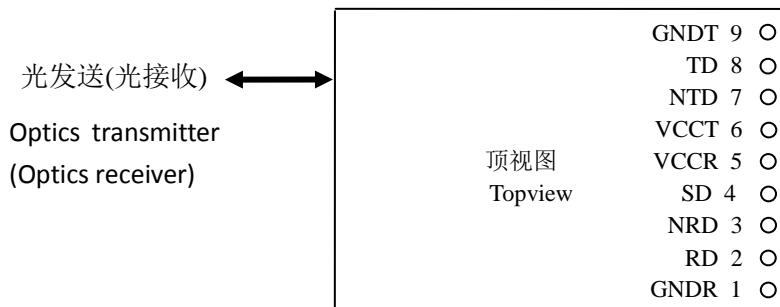 GNDT 9
光发送(光接收)
TD 8
NTD 7
Optics transmitter
VCCT 6
(Optics receiver)
顶视图
VCCR 5
Topview
SD 4
NRD 3
RD 2
GNDR 1